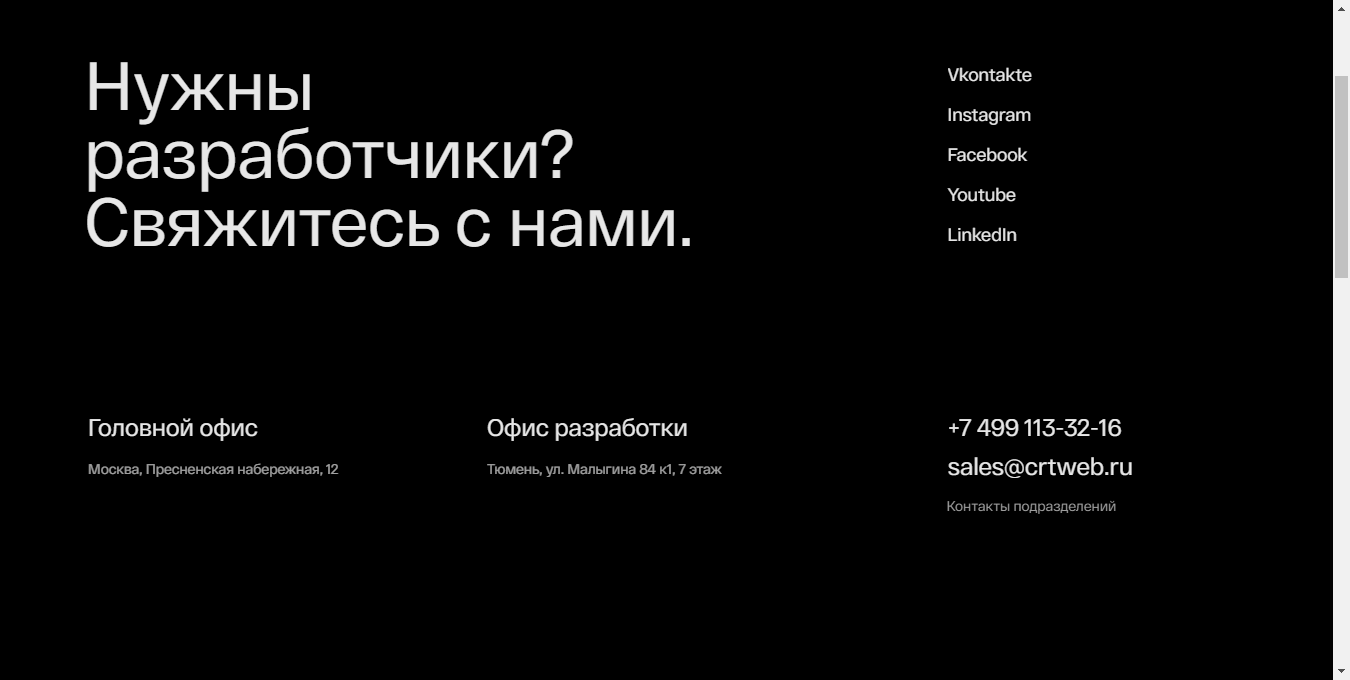 Нужны
разработчики?
Свяжитесь с нами.
Vkontakte
Instagram
Facebook
Youtube
LinkedIn
Головной офис
Москва, Пресненская набережная, 12
Офис разработки
Тюмень, ул. Малыгина 84 к1, 7 этаж
+7 499 113-32-16
sales@crtweb.ru
Контакты подразделений